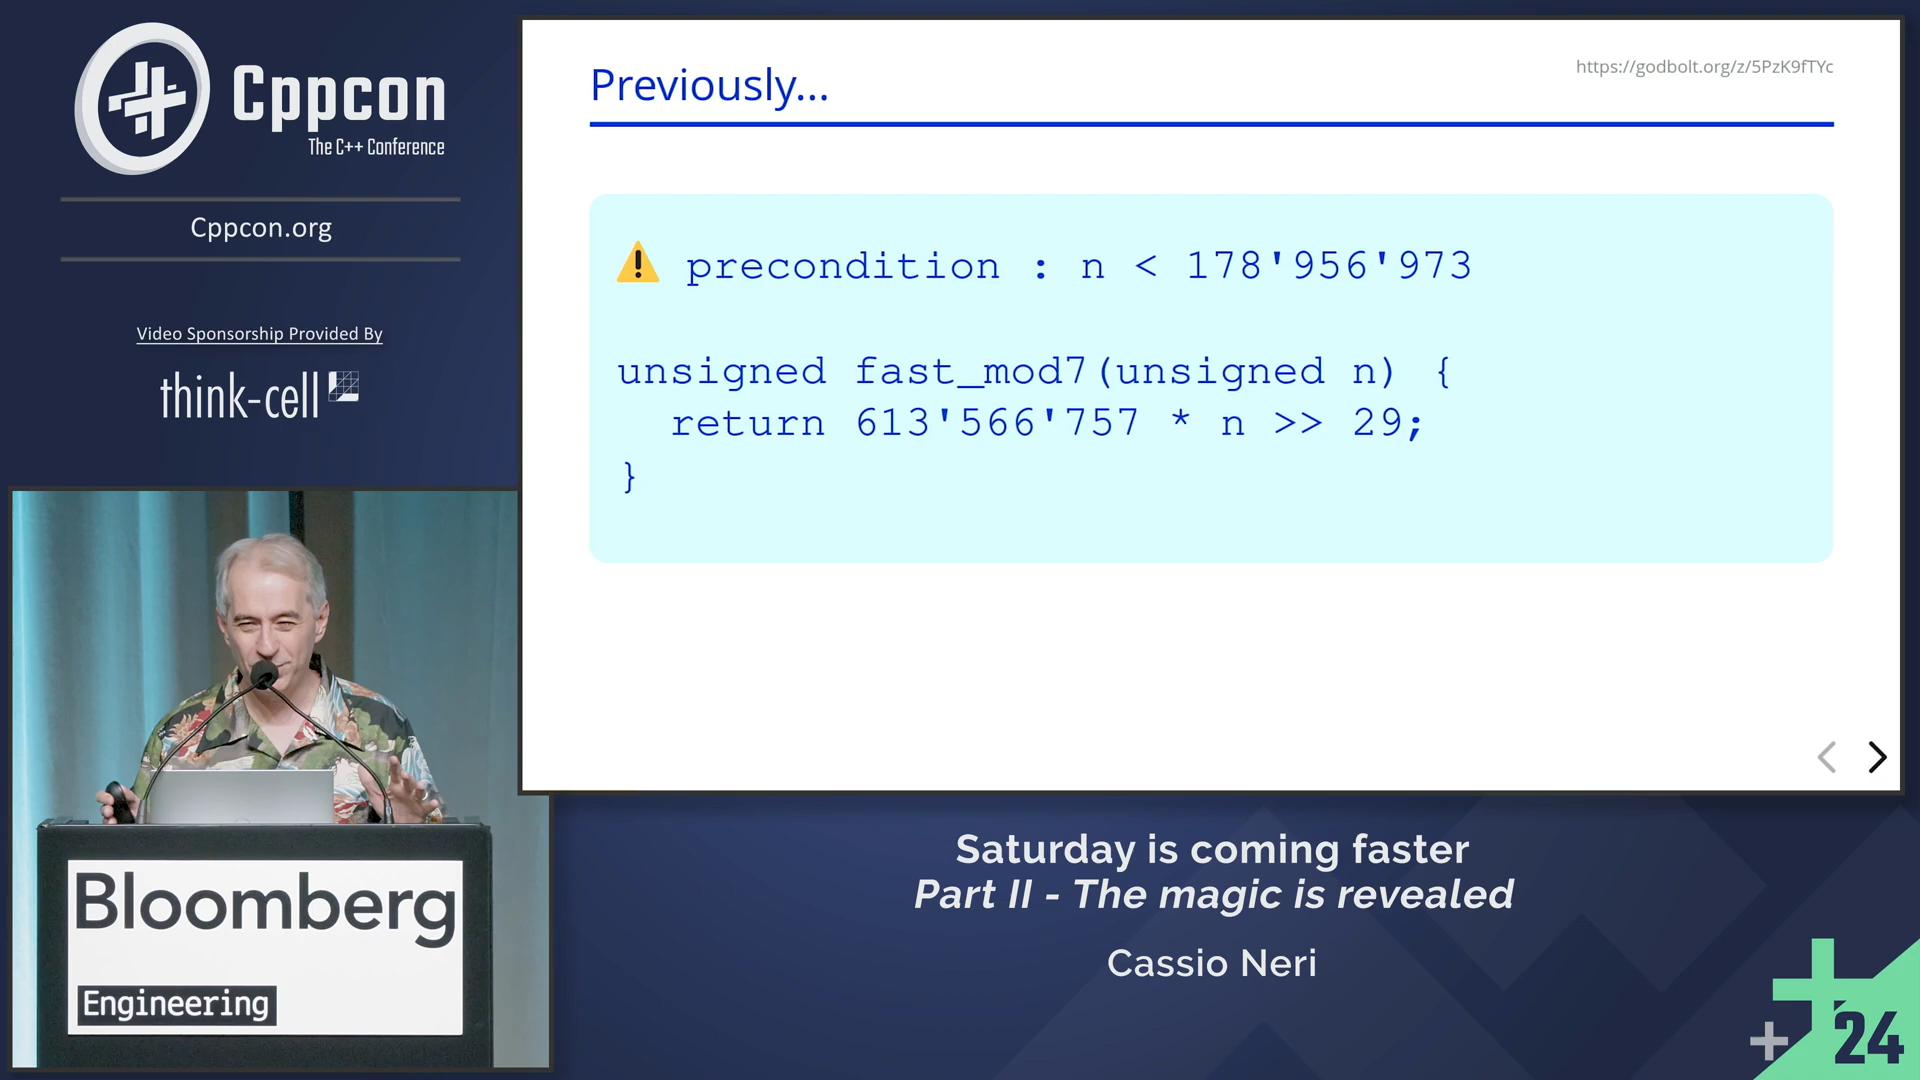 Cppcon
The C++ Conference
Cppcon.org
Video Sponsorship Provided By
think-cell
Previously...
https://godbolt.org/z/5PzK9fTYc
precondition : n < 178'956'973
unsigned fast_mod7(unsigned n) {
return 613'566'757 * n >> 29;
}
Bloomberg
Engineering
Saturday is coming faster
Part II - The magic is revealed
Cassio Neri
24